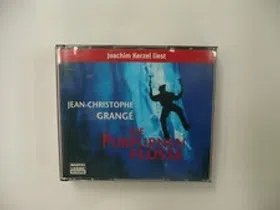 Joachim Kerzel liest
JEAN-CHRISTOPHE
GRANGÉ
DIE
PURPURNEN
FLÜSSE